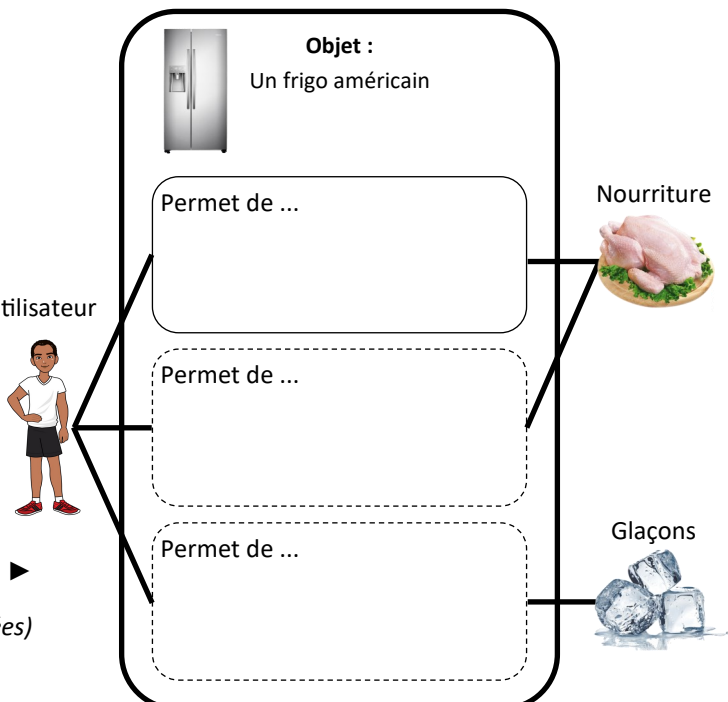 Objet :
Un frigo américain
Permet de ...
Nourriture
tilisateur
Permet de ...
Permet de ...
Glaçons
►
es)